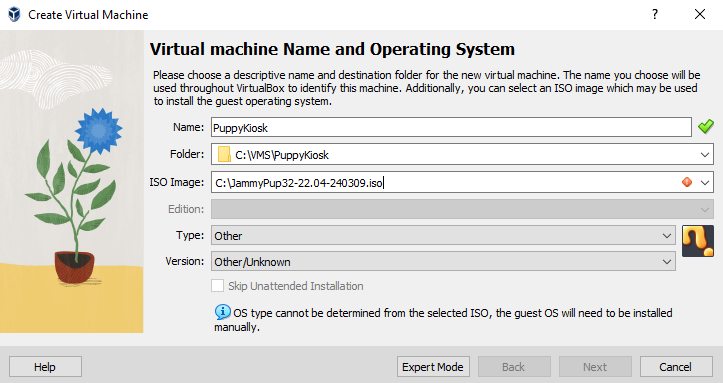 Create Virtual Machine
Virtual machine Name and Operating System
Please choose a descriptive name and destination folder for the new virtual machine. The name you choose will be
used throughout VirtualBox to identify this machine. Additionally, you can select an ISO image which may be used
to install the guest operating system.
Name: PuppyKiosk
Folder: C:\VMS\PuppyKiosk
ISO Image: C:\JammyPup32-22.04-240309.iso
Edition:
Type: Other
Version: Other/Unknown
Skip Unattended Installation
OS type cannot be determined from the selected ISO, the guest OS will need to be installed
manually.
Help Expert Mode Back Next Cancel